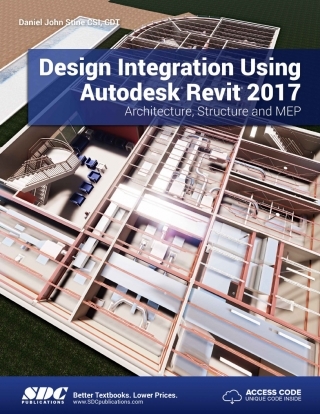 Daniel John Stine CSI, CDT
Design Integration Using
Autodesk Revit 2017
Architecture, Structure and MEP
SDC
PUBLICATIONS
Better Textbooks. Lower Prices.
www.SDCpublications.com
ACCESS CODE
UNIQUE CODE INSIDE